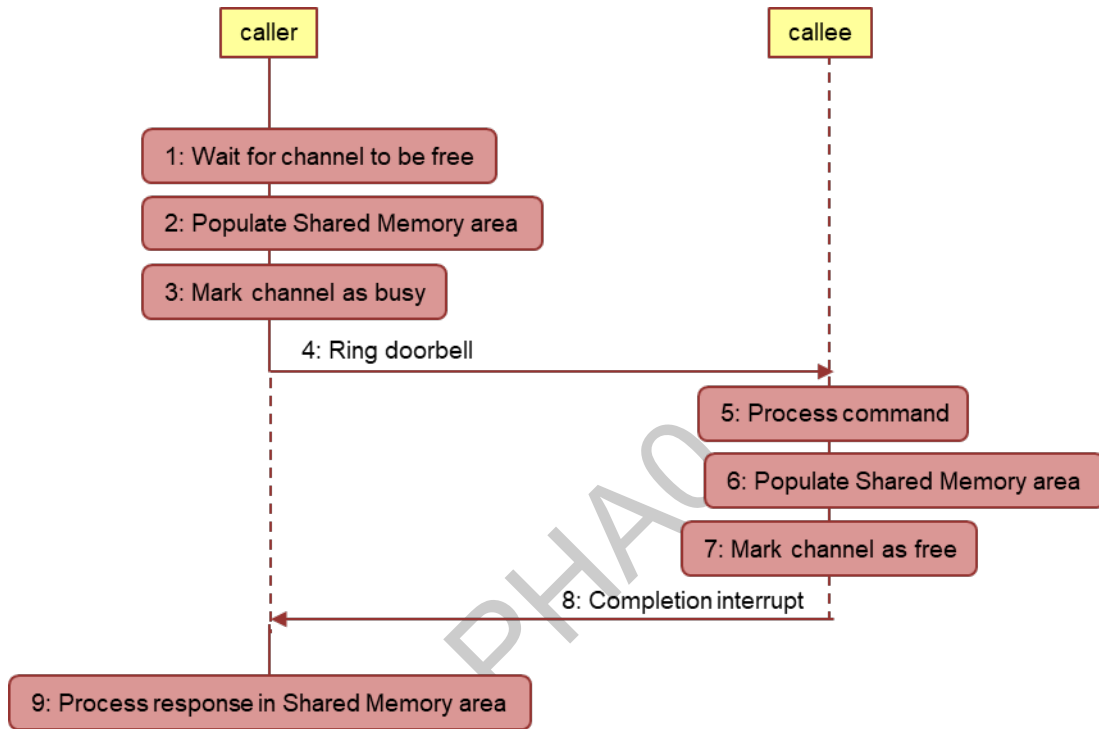 caller
callee
1: Wait for channel to be free
2: Populate Shared Memory area
3: Mark channel as busy
4: Ring doorbell
5: Process command
6: Populate Shared Memory area
7: Mark channel as free
8: Completion interrupt
9: Process response in Shared Memory area
PHA0